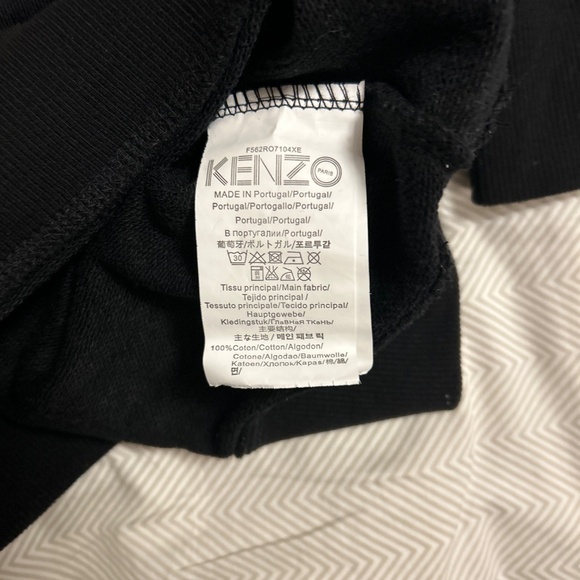 F562RO7104XE
KENZO
PARIS
MADE IN Portugal/Portugal/
Portugal/Portogallo/Portugal/
Portugal/Portugal/
В португалии/Portugal/
葡萄牙/ポルトガル/포르투갈
30
Tissu principal/Main fabric/
Tejido principal /
Tessuto principale/Tecido principal/
Hauptgewebe/
Kledingstuk/Главная ткань/
主要结构/
主な生地 / 메인 패브 릭
100%Coton/Cotton/Algodon/
Cotone/Algodao/Baumwolle/
Katoen/Хлопок/Караз/棉/綿/
면/